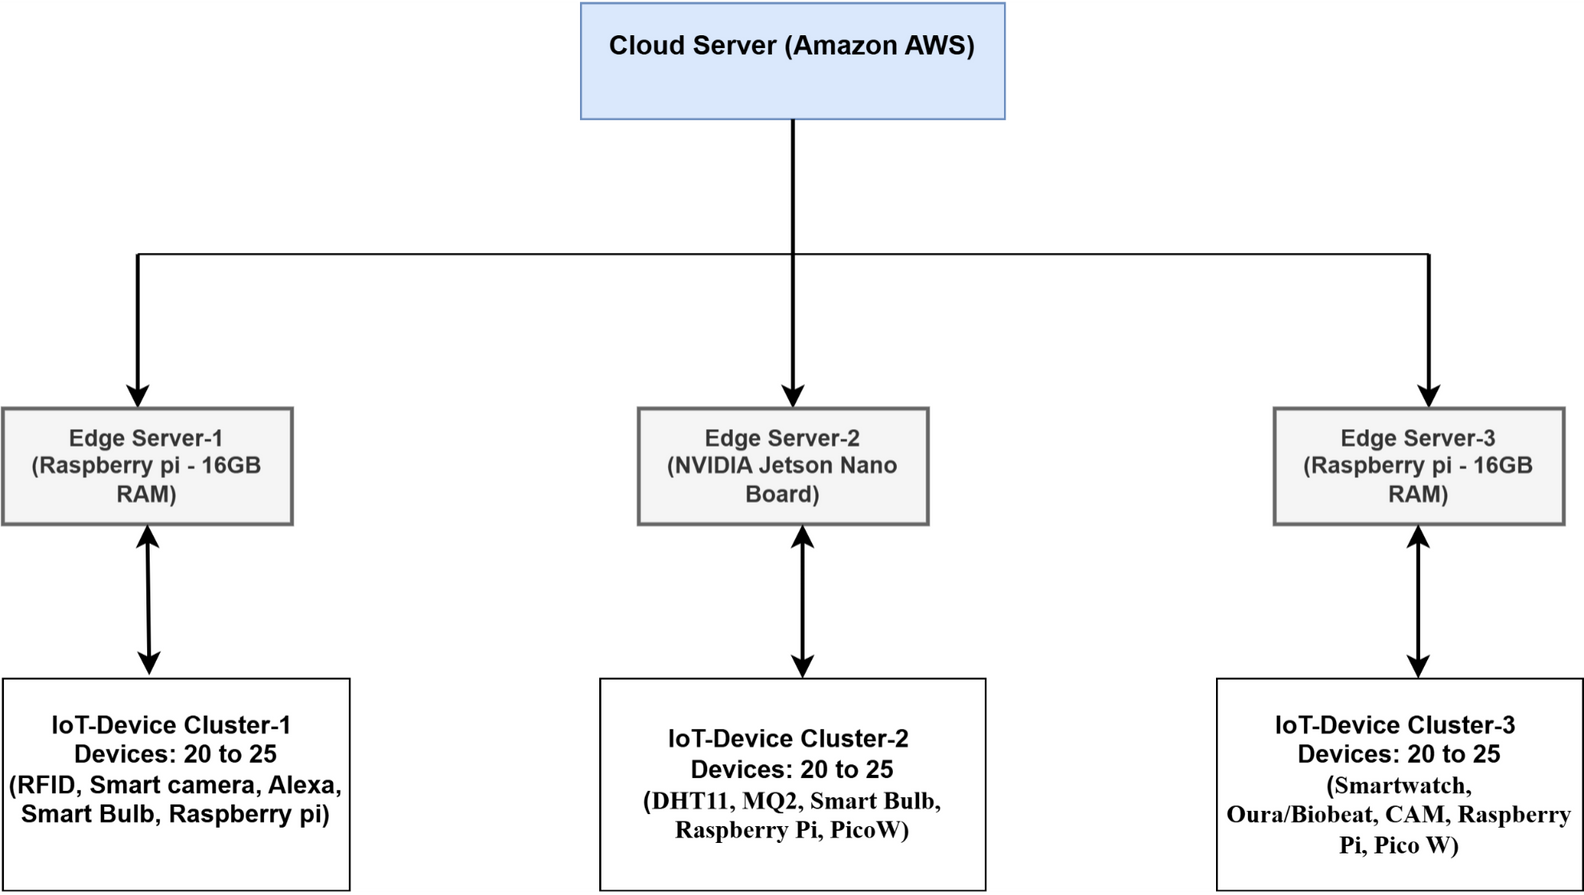 Cloud Server (Amazon AWS)
Edge Server-1
(Raspberry pi - 16GB
RAM)
Edge Server-2
(NVIDIA Jetson Nano
Board)
Edge Server-3
(Raspberry pi - 16GB
RAM)
IoT-Device Cluster-1
Devices: 20 to 25
(RFID, Smart camera, Alexa,
Smart Bulb, Raspberry pi)
IoT-Device Cluster-2
Devices: 20 to 25
(DHT11, MQ2, Smart Bulb,
Raspberry Pi, PicoW)
IoT-Device Cluster-3
Devices: 20 to 25
(Smartwatch,
Oura/Biobeat, CAM, Raspberry
Pi, Pico W)